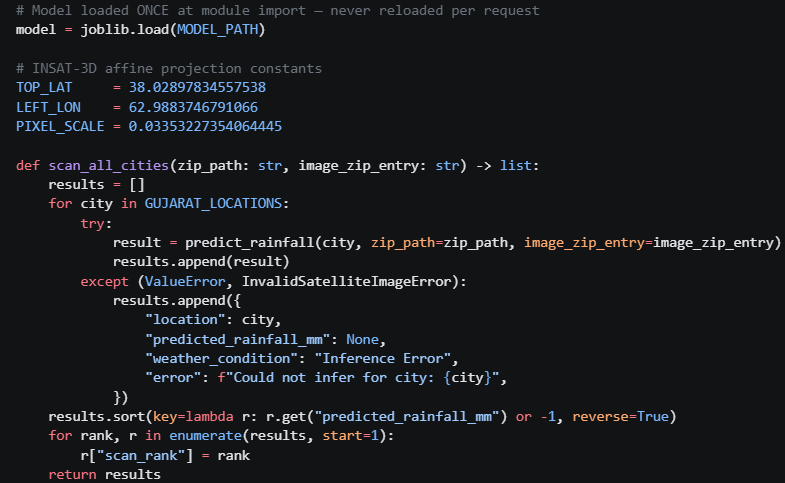 # Model loaded ONCE at module import — never reloaded per request
model = joblib.load(MODEL_PATH)

# INSAT-3D affine projection constants
TOP_LAT     = 38.02897834557538
LEFT_LON    = 62.9883746791066
PIXEL_SCALE = 0.03353227354064445

def scan_all_cities(zip_path: str, image_zip_entry: str) -> list:
    results = []
    for city in GUJARAT_LOCATIONS:
        try:
            result = predict_rainfall(city, zip_path=zip_path, image_zip_entry=image_zip_entry)
            results.append(result)
        except (ValueError, InvalidSatelliteImageError):
            results.append({
                "location": city,
                "predicted_rainfall_mm": None,
                "weather_condition": "Inference Error",
                "error": f"Could not infer for city: {city}",
            })
    results.sort(key=lambda r: r.get("predicted_rainfall_mm") or -1, reverse=True)
    for rank, r in enumerate(results, start=1):
        r["scan_rank"] = rank
    return results